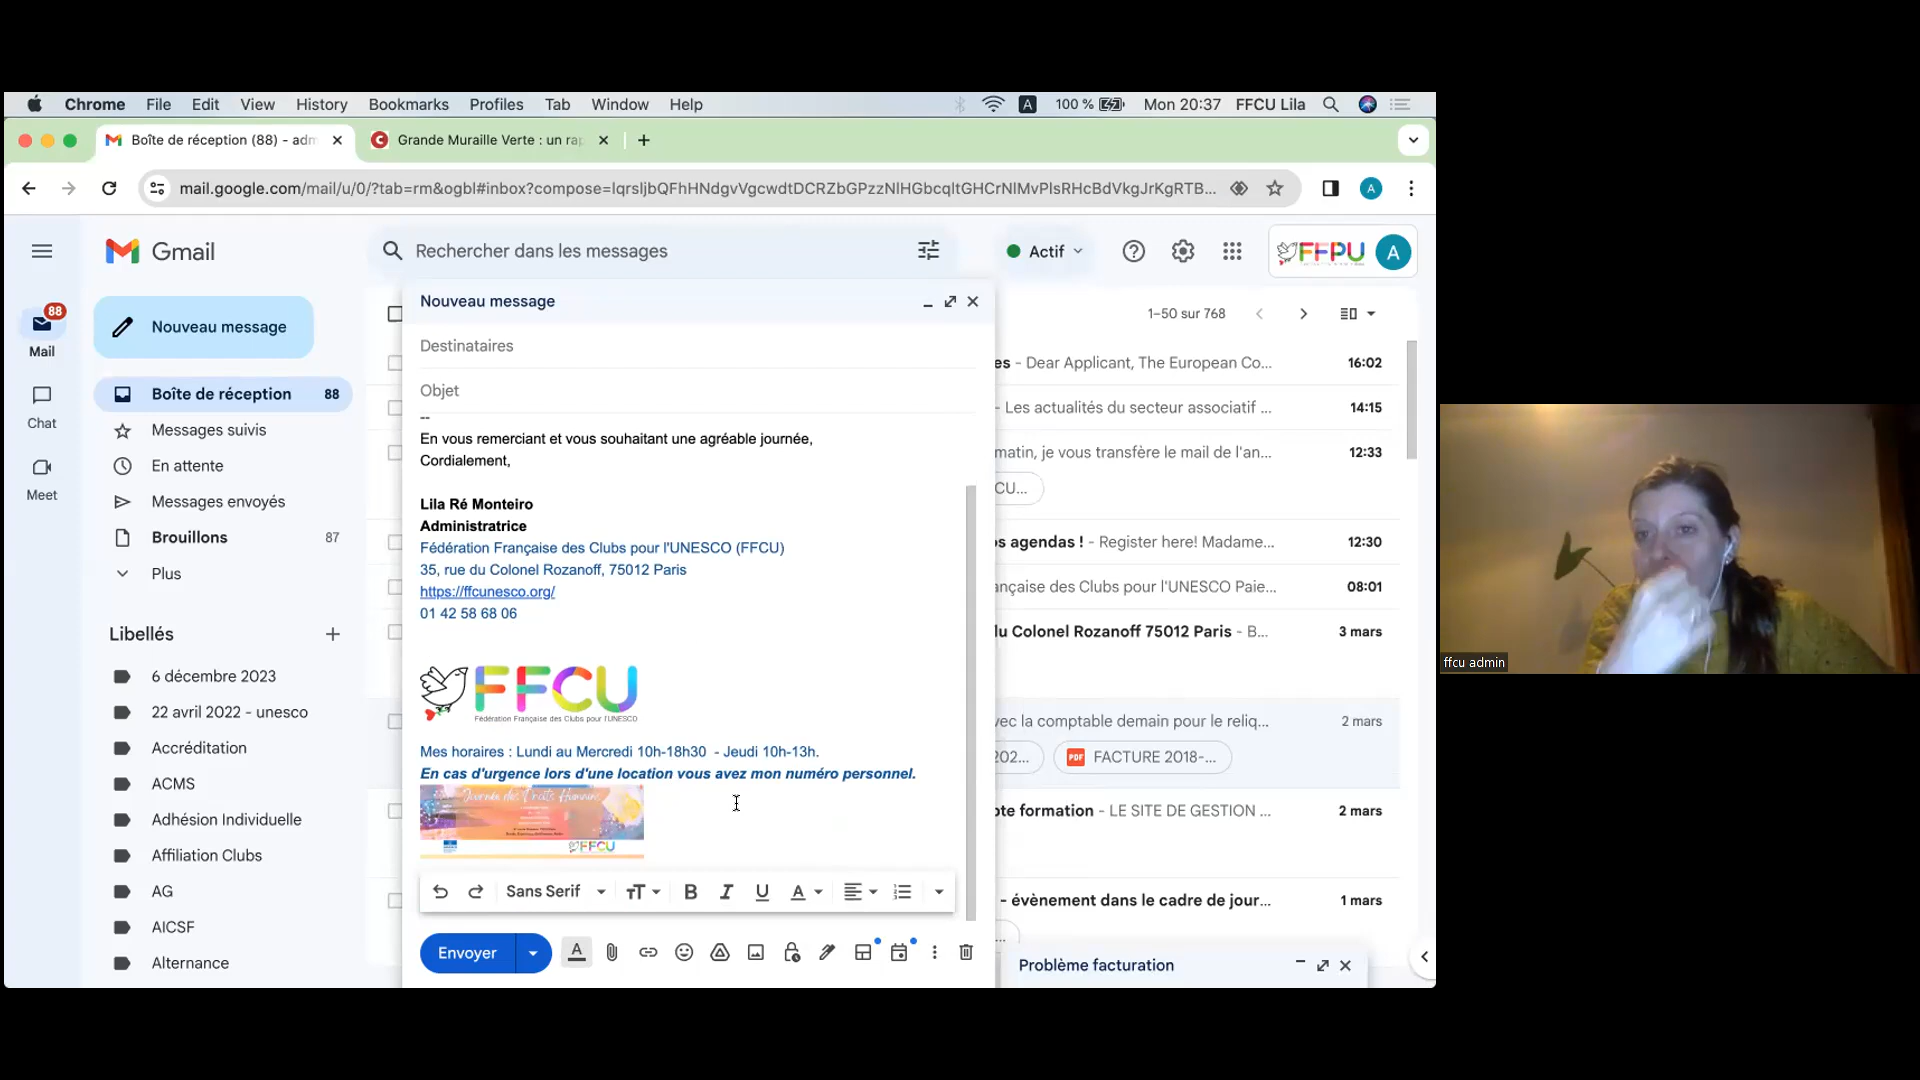 Chrome File Edit View History Bookmarks Profiles Tab Window Help
A 100 % Mon 20:37 FFCU Lila
Boîte de réception (88) - adm
Grande Muraille Verte : un rap
mail.google.com/mail/u/0/?tab=rm&ogbl#inbox?compose=
A
Gmail
Rechercher dans les messages
Actif
FFPU
A
88
Mail
Chat
Meet
Nouveau message
Boîte de réception 88
Messages suivis
En attente
Messages envoyés
Brouillons 87
Plus
Libellés
6 décembre 2023
22 avril 2022 - unesco
Accréditation
ACMS
Adhésion Individuelle
Affiliation Clubs
AG
AICSF
Alternance
Nouveau message
Destinataires
Objet
--
En vous remerciant et vous souhaitant une agréable journée,
Cordialement,
Lila Ré Monteiro
Administratrice
Fédération Française des Clubs pour l'UNESCO (FFCU)
35, rue du Colonel Rozanoff, 75012 Paris
https://ffcunesco.org/
01 42 58 68 06
FFCU
Fédération Française des Clubs pour l'UNESCO
Mes horaires : Lundi au Mercredi 10h-18h30 - Jeudi 10h-13h.
En cas d'urgence lors d'une location vous avez mon numéro personnel.
Journée des Droits Humains
FFCU
Sans Serif
Envoyer
1–50 sur 768
es - Dear Applicant, The European Co... 16:02
- Les actualités du secteur associatif ... 14:15
matin, je vous transfère le mail de l'an... 12:33
CU...
os agendas ! - Register here! Madame... 12:30
nçaise des Clubs pour l'UNESCO Paie... 08:01
du Colonel Rozanoff 75012 Paris - B... 3 mars
vec la comptable demain pour le reliq... 2 mars
202...
PDF FACTURE 2018-...
pte formation - LE SITE DE GESTION ... 2 mars
- évènement dans le cadre de jour... 1 mars
Problème facturation
ffcu admin